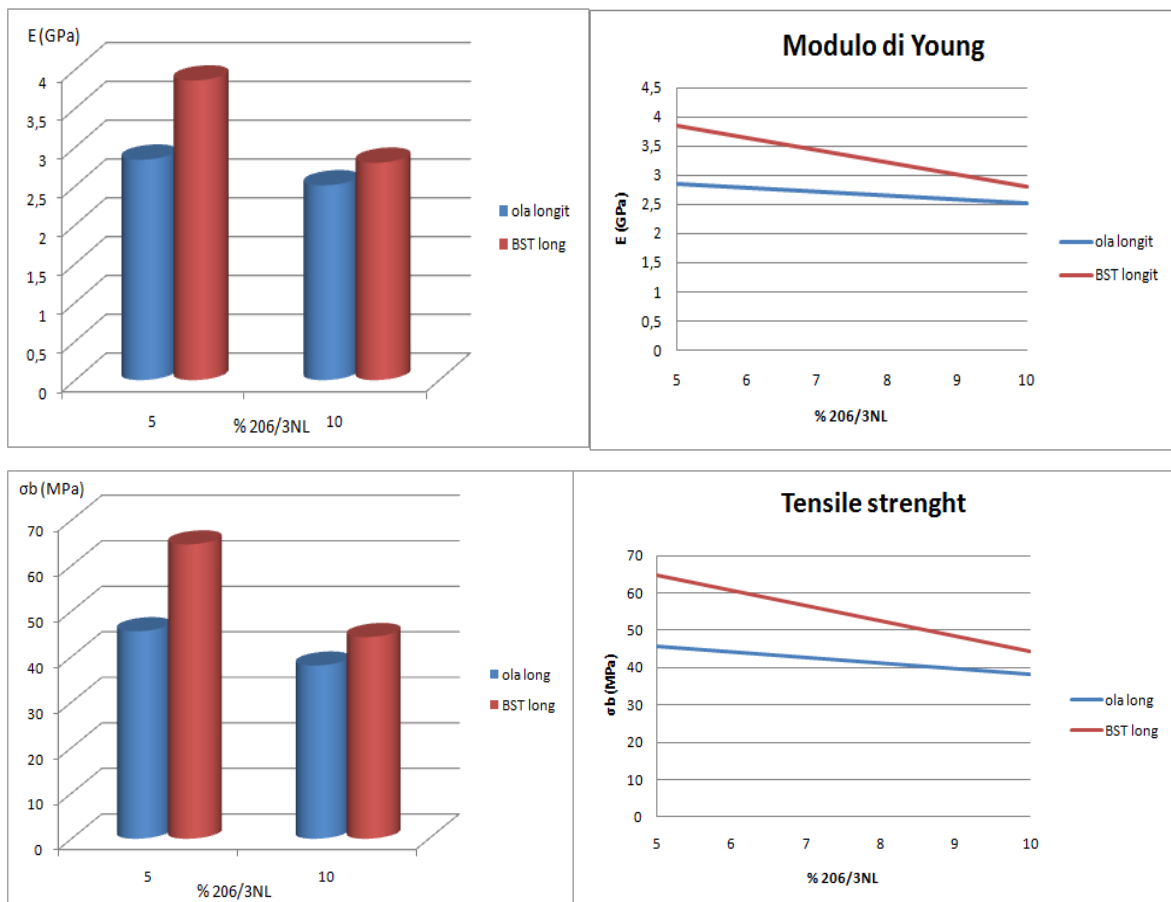 E (GPa)
4
3,5
3
2,5
2
1,5
1
0,5
0
5
10
% 206/3NL
ola longit
BST long
Modulo di Young
4,5
4
3,5
3
2,5
2
1,5
1
0,5
0
E (GPa)
5 6 7 8 9 10
% 206/3NL
ola longit
BST longit
σb (MPa)
70
60
50
40
30
20
10
0
5
10
% 206/3NL
ola long
BST long
Tensile strenght
70
60
50
40
30
20
10
0
σb (MPa)
5 6 7 8 9 10
% 206/3NL
ola long
BST long